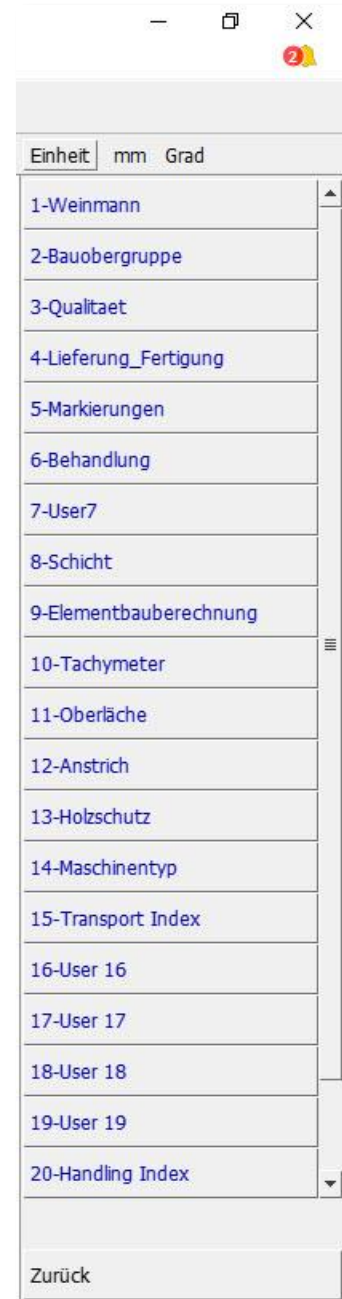 2
Einheit mm Grad
1-Weinmann
2-Bauobergruppe
3-Qualitaet
4-Lieferung_Fertigung
5-Markierungen
6-Behandlung
7-User7
8-Schicht
9-Elementbauberechnung
10-Tachymeter
11-Oberläche
12-Anstrich
13-Holzschutz
14-Maschinentyp
15-Transport Index
16-User 16
17-User 17
18-User 18
19-User 19
20-Handling Index
Zurück